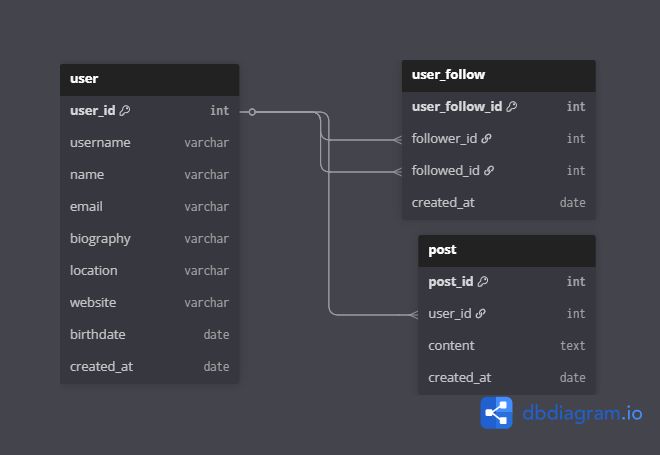 user
user_id int
username varchar
name varchar
email varchar
biography varchar
location varchar
website varchar
birthdate date
created_at date
user_follow
user_follow_id int
follower_id int
followed_id int
created_at date
post
post_id int
user_id int
content text
created_at date
dbdiagram.io